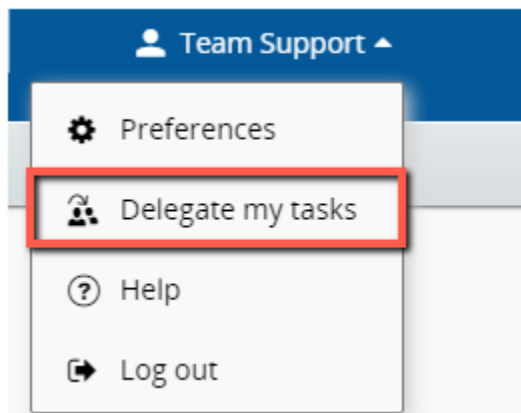 Team Support
Preferences
Delegate my tasks
Help
Log out